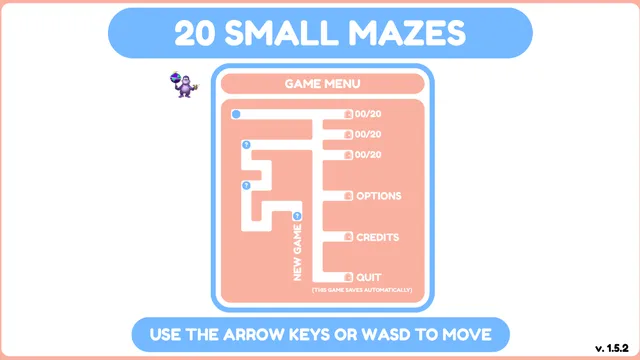 20 SMALL MAZES
GAME MENU
00/20
00/20
?
00/20
?
OPTIONS
?
NEW GAME
CREDITS
QUIT
(THIS GAME SAVES AUTOMATICALLY)
USE THE ARROW KEYS OR WASD TO MOVE
v. 1.5.2